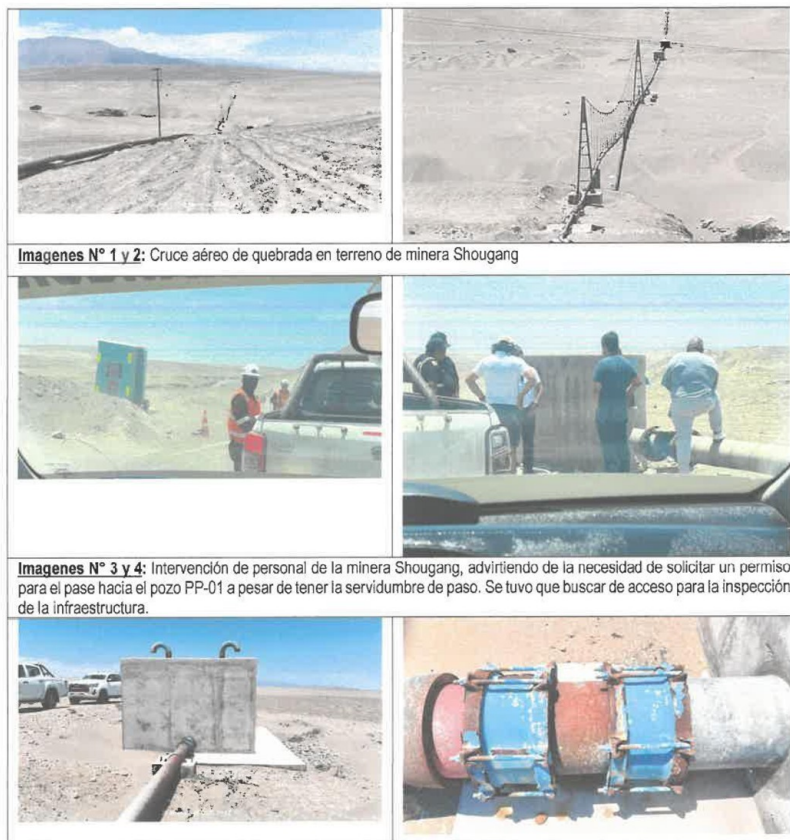 Imagenes N° 1 y 2: Cruce aéreo de quebrada en terreno de minera Shougang
Imagenes N° 3 y 4: Intervención de personal de la minera Shougang, advirtiendo de la necesidad de solicitar un permiso
para el pase hacia el pozo PP-01 a pesar de tener la servidumbre de paso. Se tuvo que buscar de acceso para la inspección
de la infraestructura.